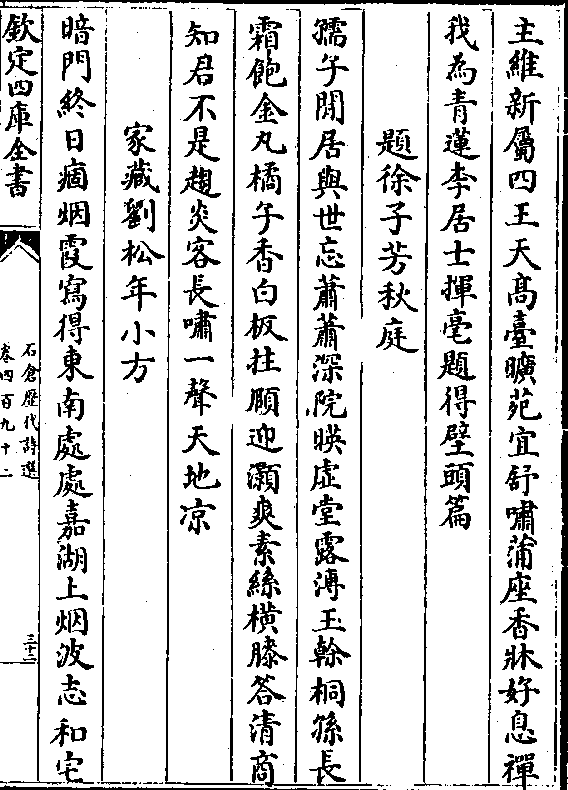 主維新屬四王天髙臺曠苑宜舒嘯蒲座香牀好息禪
我為青蓮李居士揮毫題得壁頭篇
題徐子芳秋庭
孺子閒居與世忘蕭蕭深院暎虚堂露溥玉榦桐孫長
霜飽金丸橘子香白板拄頤迎灝爽素絲横膝答清商
知君不是趨炎客長嘯一聲天地凉
家藏劉松年小方
暗門終日痼烟霞寫得東南處處嘉湖上烟波志和宅
欽定四庫全書
石倉歴代詩選
卷四百九十二
三十二